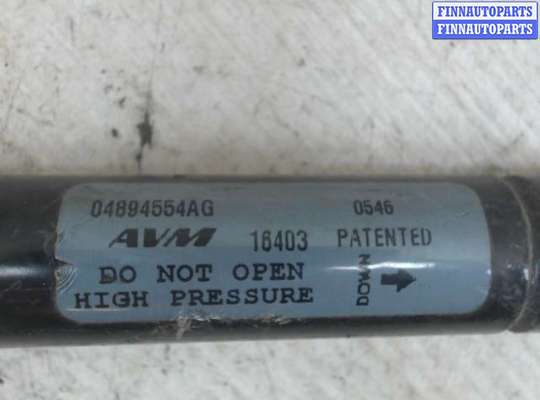 FINNAUTOPARTS
FINNAUTOPARTS
04894554AG 0546
AVM 16403 PATENTED
DO NOT OPEN
HIGH PRESSURE
DOWN